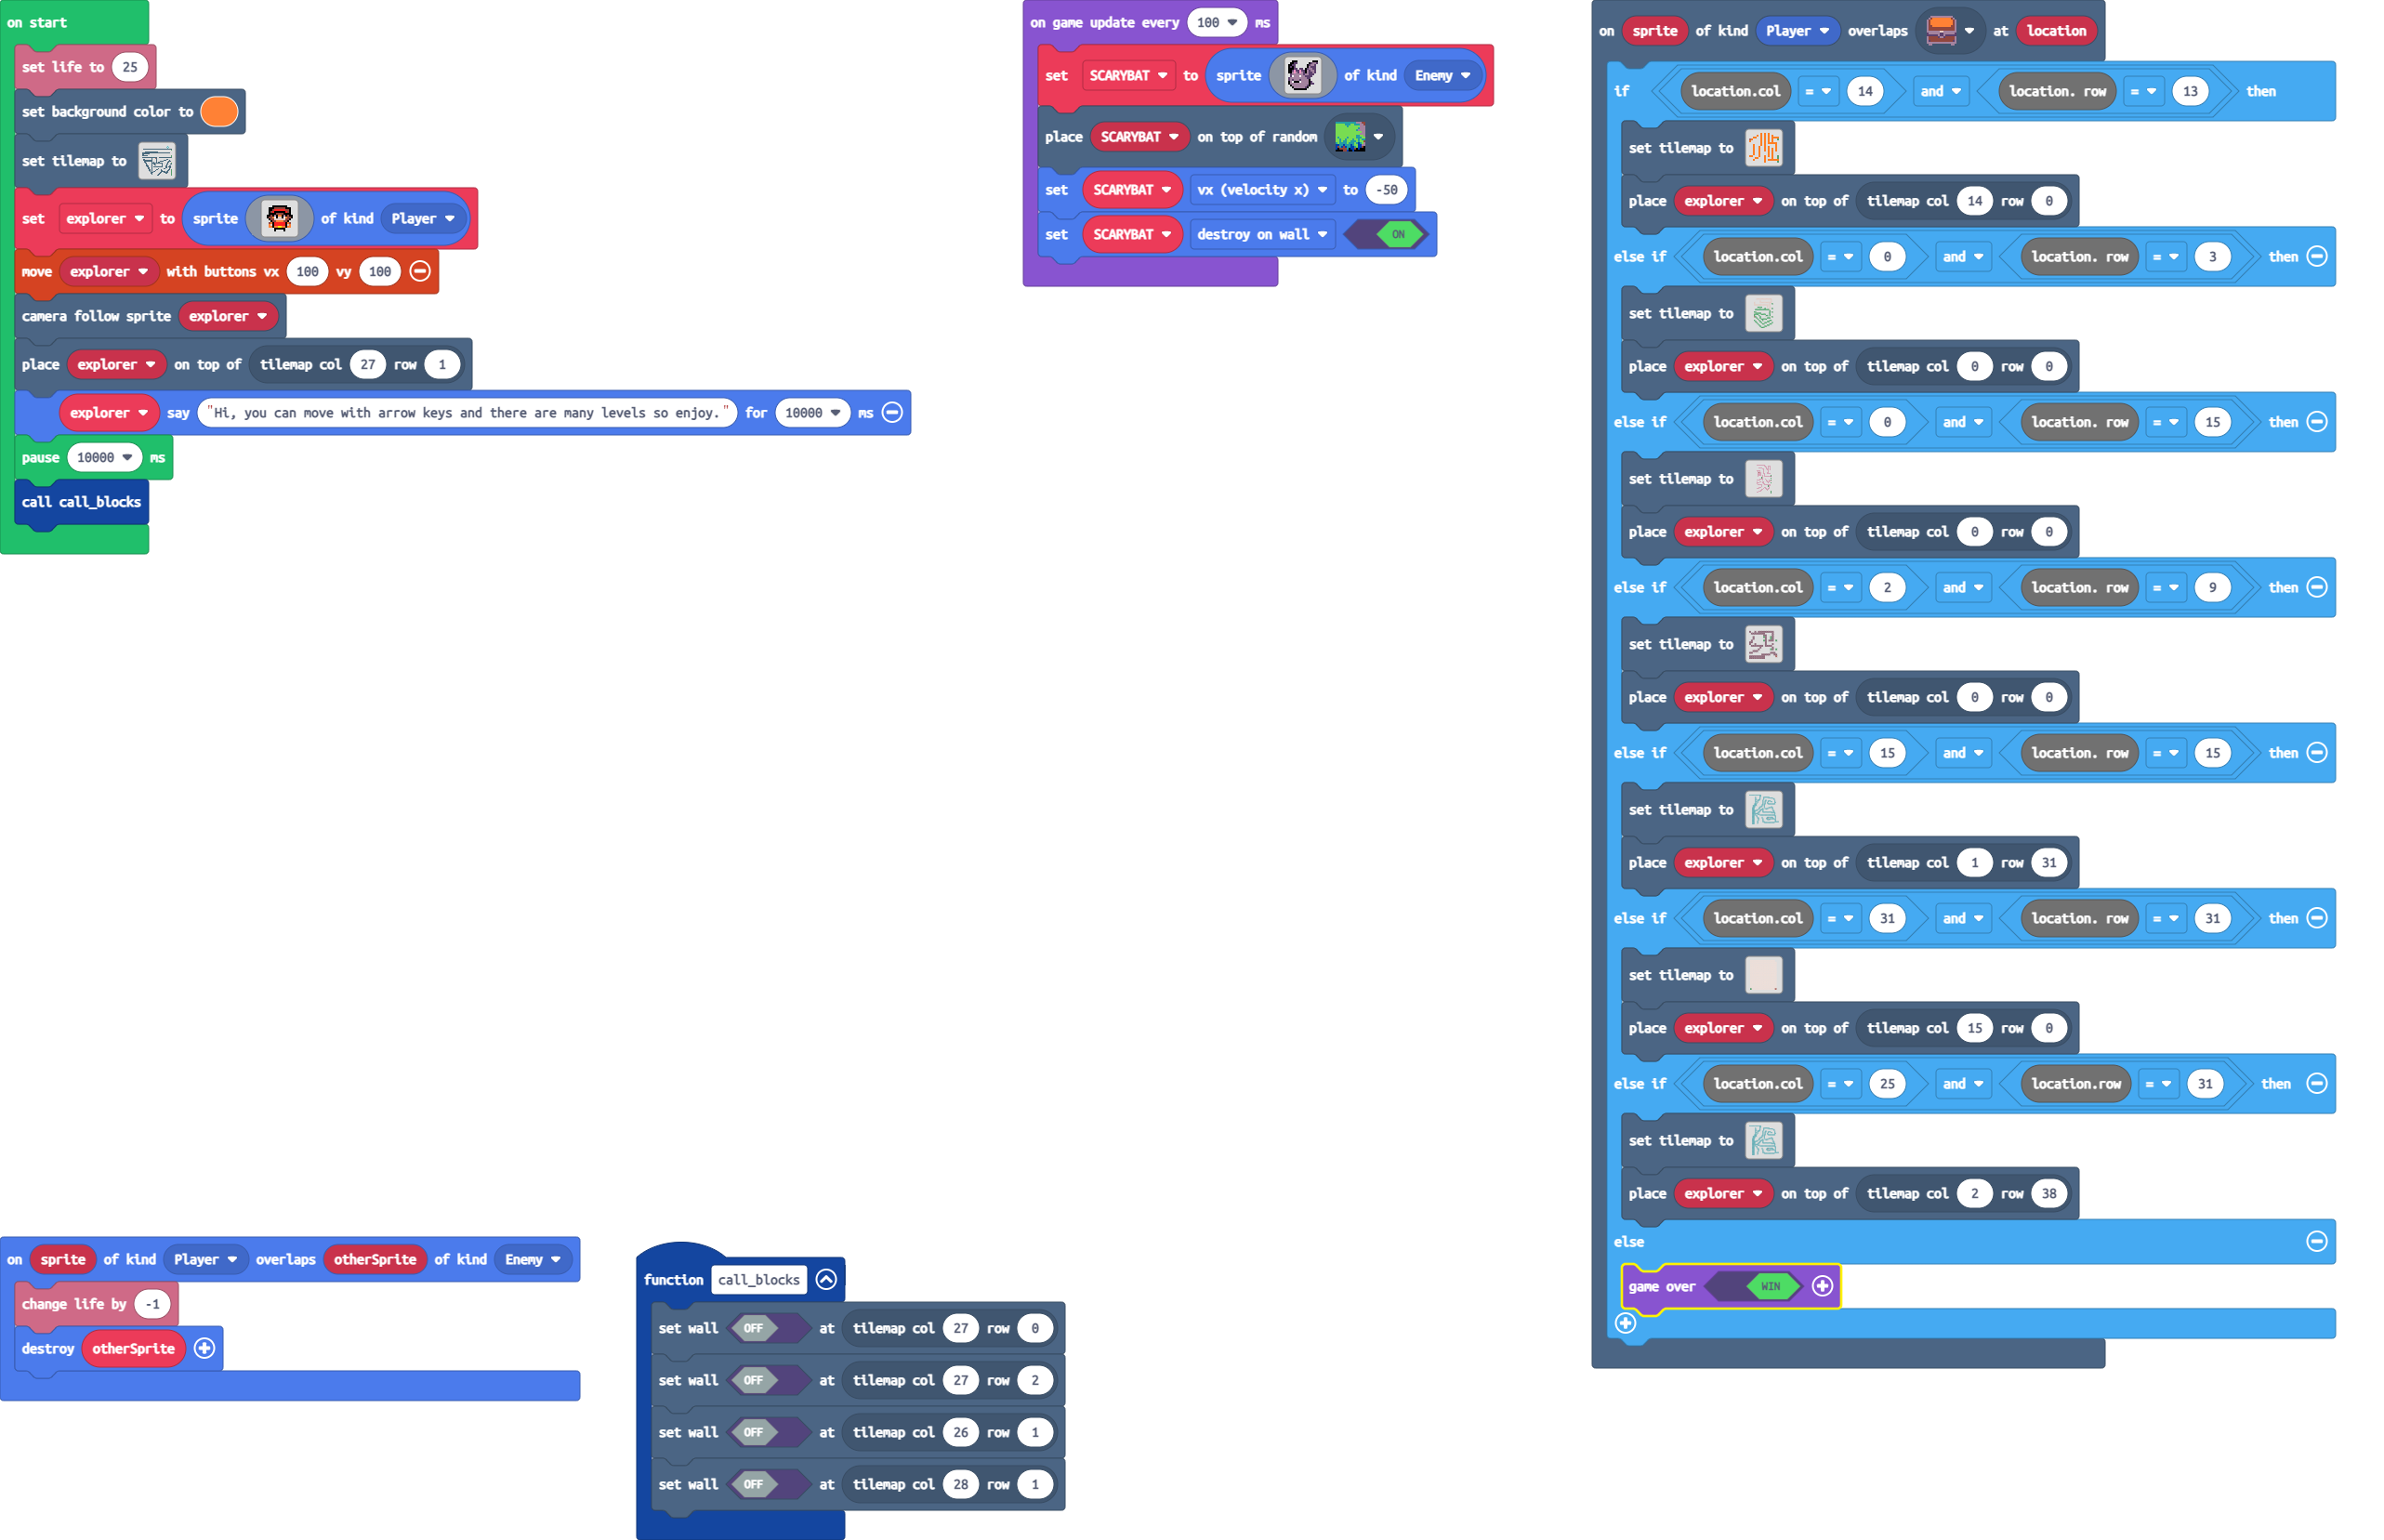 on start
set life to 25
set background color to
set tilemap to
set explorer to sprite of kind Player
move explorer with buttons vx 100 vy 100
camera follow sprite explorer
place explorer on top of tilemap col 27 row 1
explorer say "Hi, you can move with arrow keys and there are many levels so enjoy." for 10000 ms
pause 10000 ms
call call_blocks
on game update every 100 ms
set SCARYBAT to sprite of kind Enemy
place SCARYBAT on top of random
set SCARYBAT vx (velocity x) to -50
set SCARYBAT destroy on wall ON
on sprite of kind Player overlaps at location
if location.col = 14 and location. row = 13 then
set tilemap to
place explorer on top of tilemap col 14 row 0
else if location.col = 0 and location. row = 3 then
set tilemap to
place explorer on top of tilemap col 0 row 0
else if location.col = 0 and location. row = 15 then
set tilemap to
place explorer on top of tilemap col 0 row 0
else if location.col = 2 and location. row = 9 then
set tilemap to
place explorer on top of tilemap col 0 row 0
else if location.col = 15 and location. row = 15 then
set tilemap to
place explorer on top of tilemap col 1 row 31
else if location.col = 31 and location. row = 31 then
set tilemap to
place explorer on top of tilemap col 15 row 0
else if location.col = 25 and location.row = 31 then
set tilemap to
place explorer on top of tilemap col 2 row 38
else
game over WIN
on sprite of kind Player overlaps otherSprite of kind Enemy
change life by -1
destroy otherSprite
function call_blocks
set wall OFF at tilemap col 27 row 0
set wall OFF at tilemap col 27 row 2
set wall OFF at tilemap col 26 row 1
set wall OFF at tilemap col 28 row 1